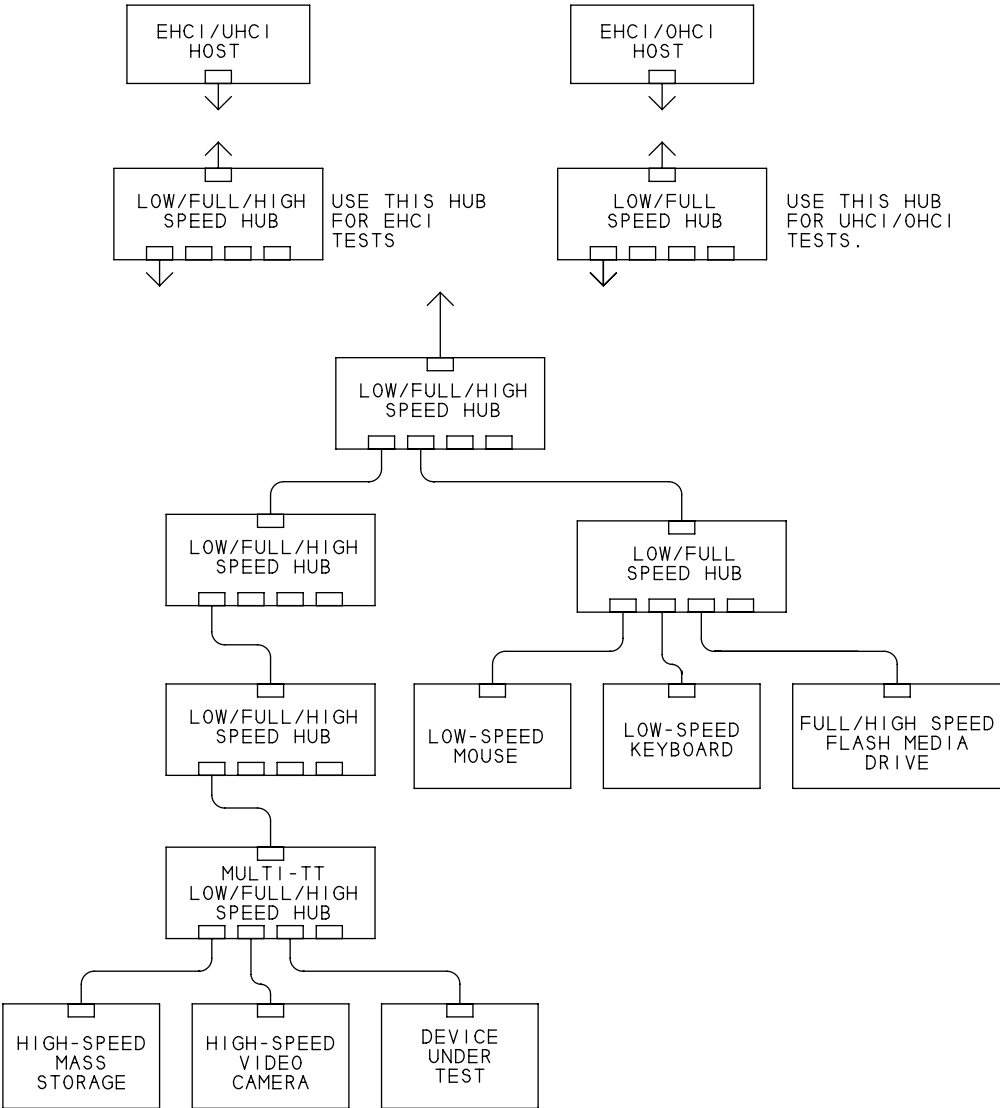 EHCI/UHCI
HOST
EHCI/OHCI
HOST
LOW/FULL/HIGH
SPEED HUB
USE THIS HUB
FOR EHCI
TESTS
LOW/FULL
SPEED HUB
USE THIS HUB
FOR UHCI/OHCI
TESTS.
LOW/FULL/HIGH
SPEED HUB
LOW/FULL/HIGH
SPEED HUB
LOW/FULL
SPEED HUB
LOW/FULL/HIGH
SPEED HUB
LOW-SPEED
MOUSE
LOW-SPEED
KEYBOARD
FULL/HIGH SPEED
FLASH MEDIA
DRIVE
MULTI-TT
LOW/FULL/HIGH
SPEED HUB
HIGH-SPEED
MASS
STORAGE
HIGH-SPEED
VIDEO
CAMERA
DEVICE
UNDER
TEST